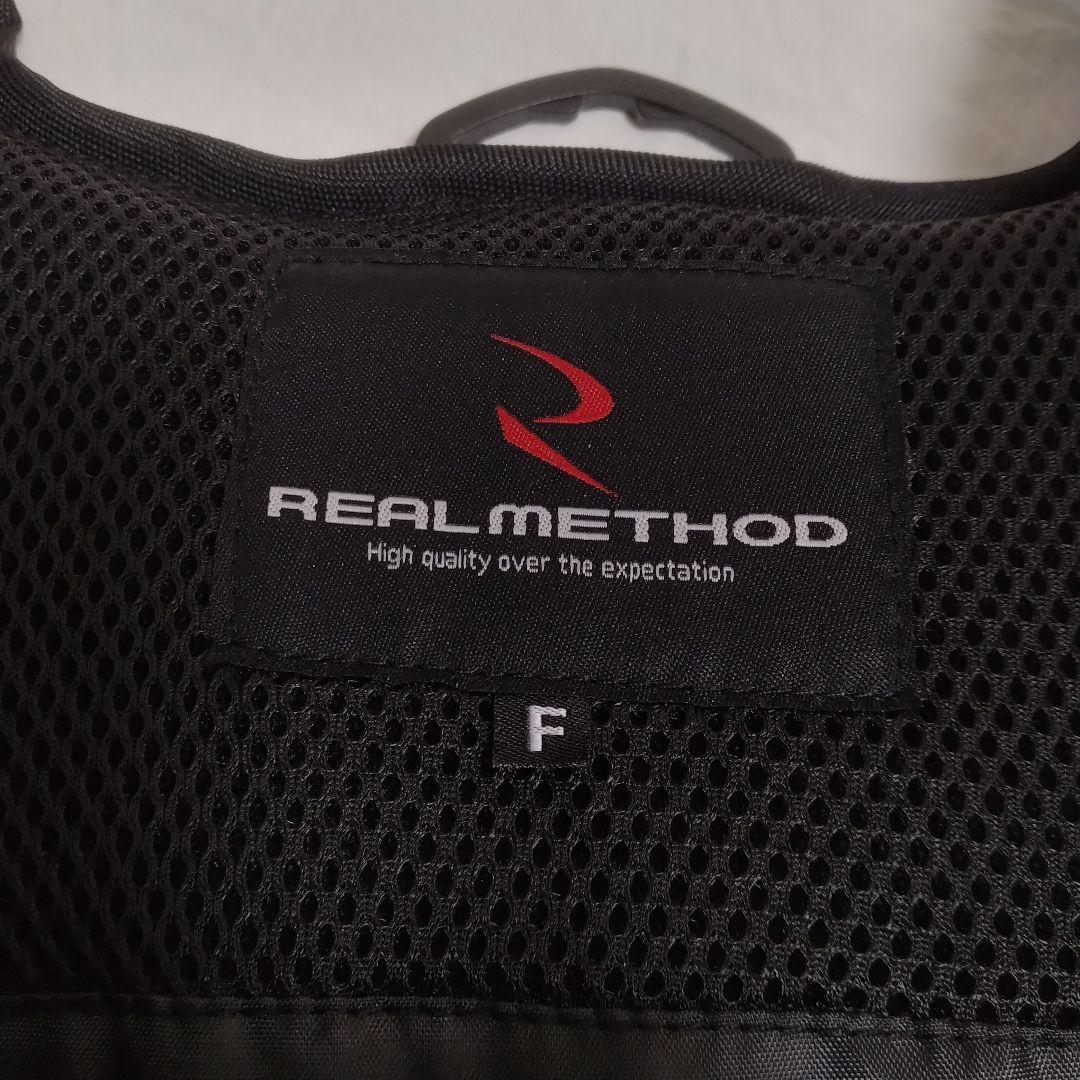 REALMETHOD
High quality over the expectation
F